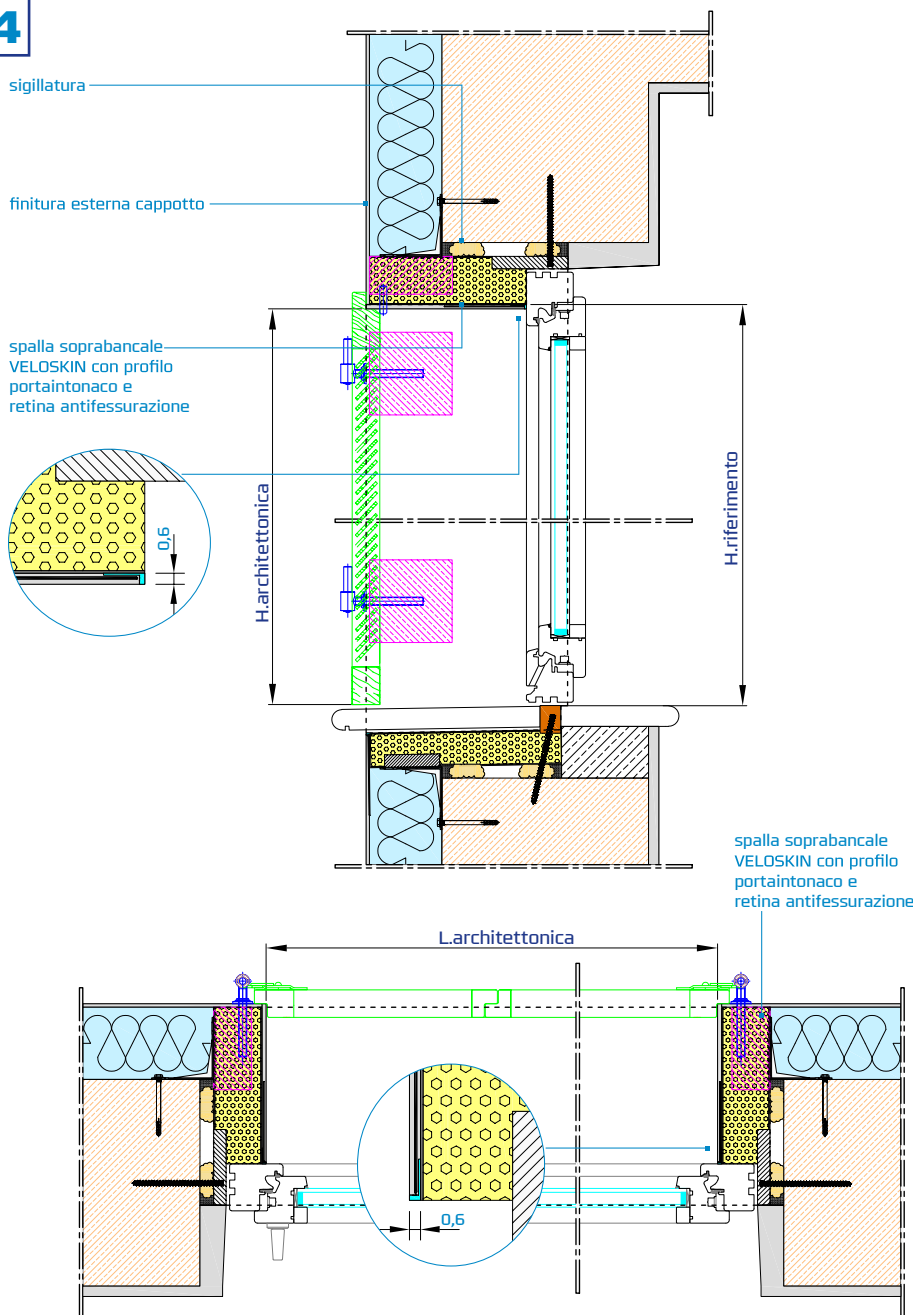 4
sigillatura
finitura esterna cappotto
spalla soprabancale
VELOSKIN con profilo
portaintonaco e
retina antifessurazione
0,6
H.architettonica
H.riferimento
spalla soprabancale
VELOSKIN con profilo
portaintonaco e
retina antifessurazione
L.architettonica
0,6